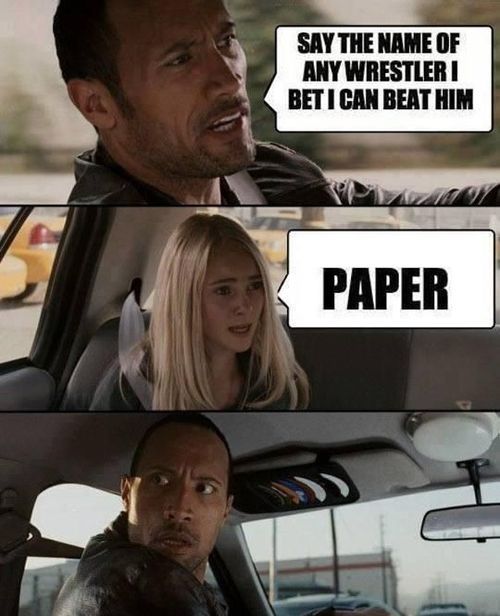 SAY THE NAME OF
ANY WRESTLER I
BET I CAN BEAT HIM
PAPER